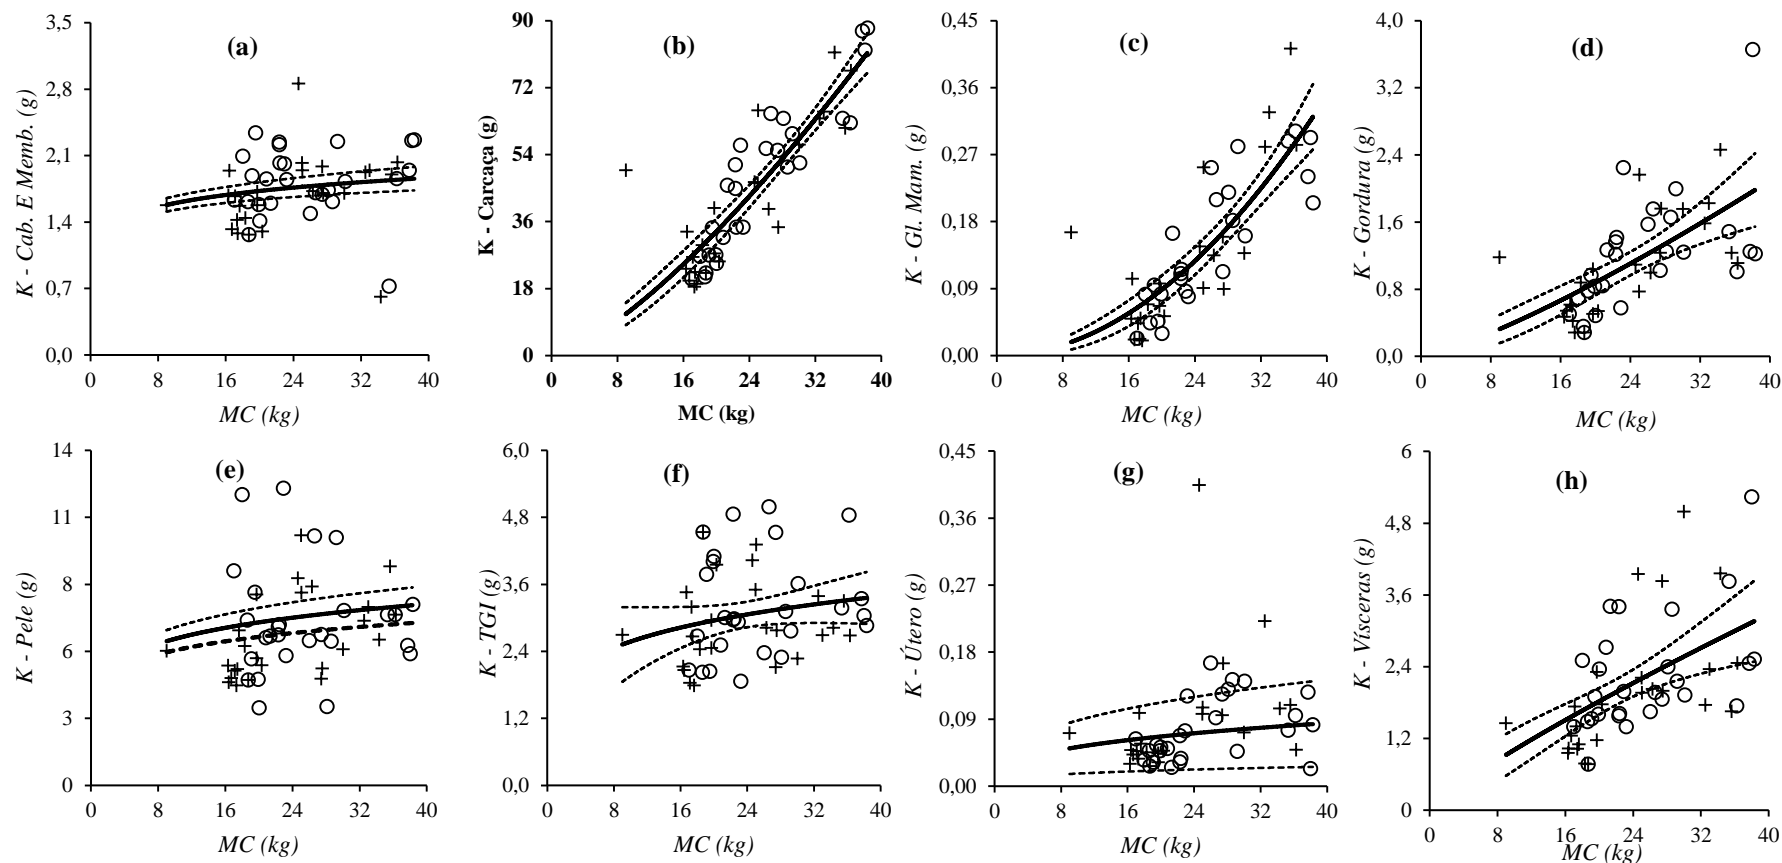 (a)
K - Cab. E Memb. (g)
3,5
2,8
2,1
1,4
0,7
0,0
0 8 16 24 32 40
MC (kg)
(b)
K - Carcaça (g)
90
72
54
36
18
0
0 8 16 24 32 40
MC (kg)
(c)
K - Gl. Mam. (g)
0,45
0,36
0,27
0,18
0,09
0,00
0 8 16 24 32 40
MC (kg)
(d)
K - Gordura (g)
4,0
3,2
2,4
1,6
0,8
0,0
0 8 16 24 32 40
MC (kg)
(e)
K - Pele (g)
14
11
8
6
3
0
0 8 16 24 32 40
MC (kg)
(f)
K - TGI (g)
6,0
4,8
3,6
2,4
1,2
0,0
0 8 16 24 32 40
MC (kg)
(g)
K - Útero (g)
0,45
0,36
0,27
0,18
0,09
0,00
0 8 16 24 32 40
MC (kg)
(h)
K - Vísceras (g)
6
4,8
3,6
2,4
1,2
0
0 8 16 24 32 40
MC (kg)